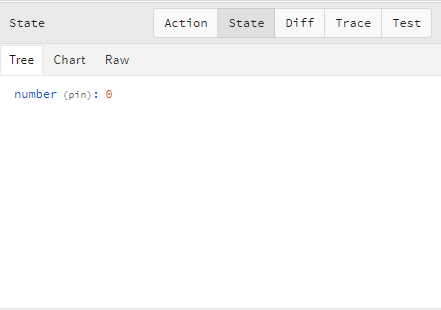 State Action State Diff Trace Test
Tree Chart Raw
number (pin): 0